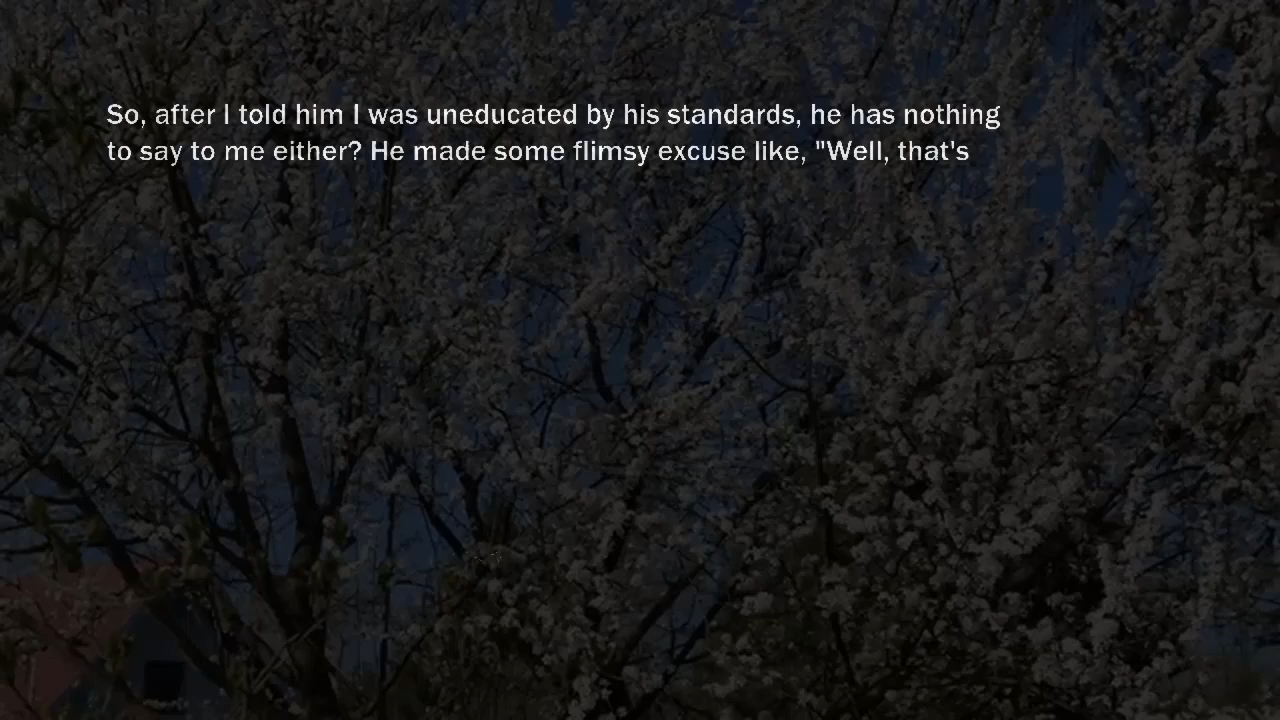 So, after I told him I was uneducated by his standards, he has nothing
to say to me either? He made some flimsy excuse like, "Well, that's